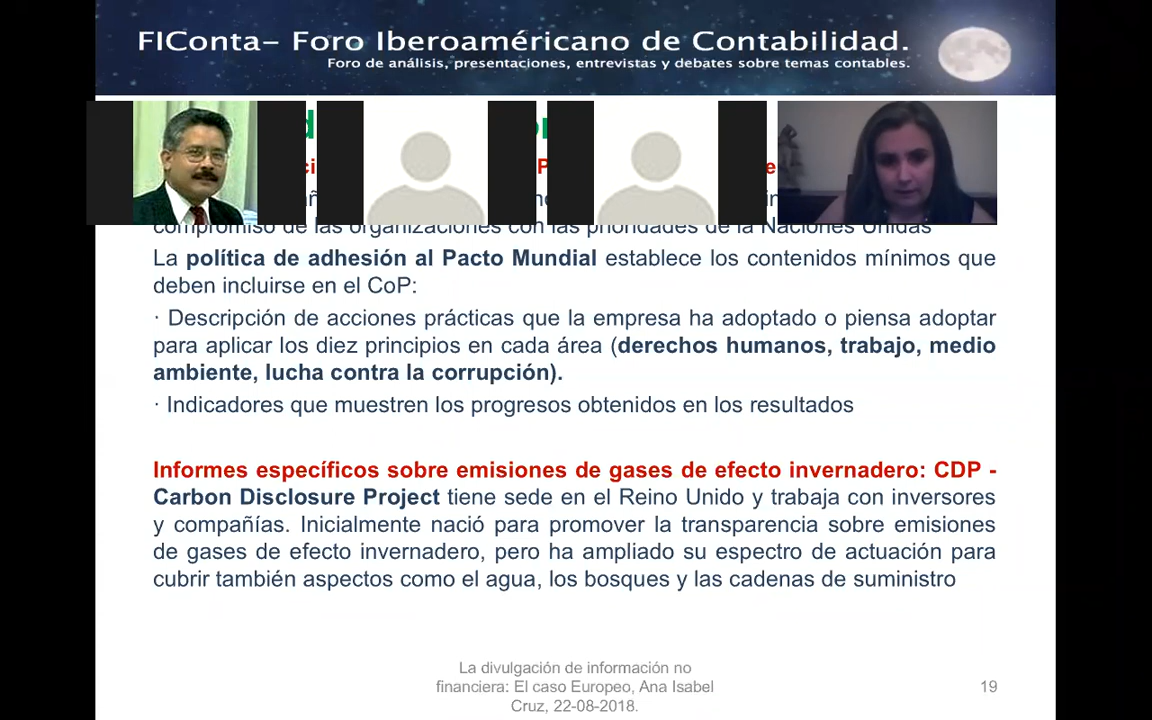 FIConta– Foro Iberoaméricano de Contabilidad.
Foro de análisis, presentaciones, entrevistas y debates sobre temas contables.
compromiso de las organizaciones con las prioridades de la Naciones Unidas
La política de adhesión al Pacto Mundial establece los contenidos mínimos que
deben incluirse en el CoP:
· Descripción de acciones prácticas que la empresa ha adoptado o piensa adoptar
para aplicar los diez principios en cada área (derechos humanos, trabajo, medio
ambiente, lucha contra la corrupción).
· Indicadores que muestren los progresos obtenidos en los resultados
Informes específicos sobre emisiones de gases de efecto invernadero: CDP -
Carbon Disclosure Project tiene sede en el Reino Unido y trabaja con inversores
y compañías. Inicialmente nació para promover la transparencia sobre emisiones
de gases de efecto invernadero, pero ha ampliado su espectro de actuación para
cubrir también aspectos como el agua, los bosques y las cadenas de suministro
La divulgación de información no
financiera: El caso Europeo, Ana Isabel
Cruz, 22-08-2018.
19